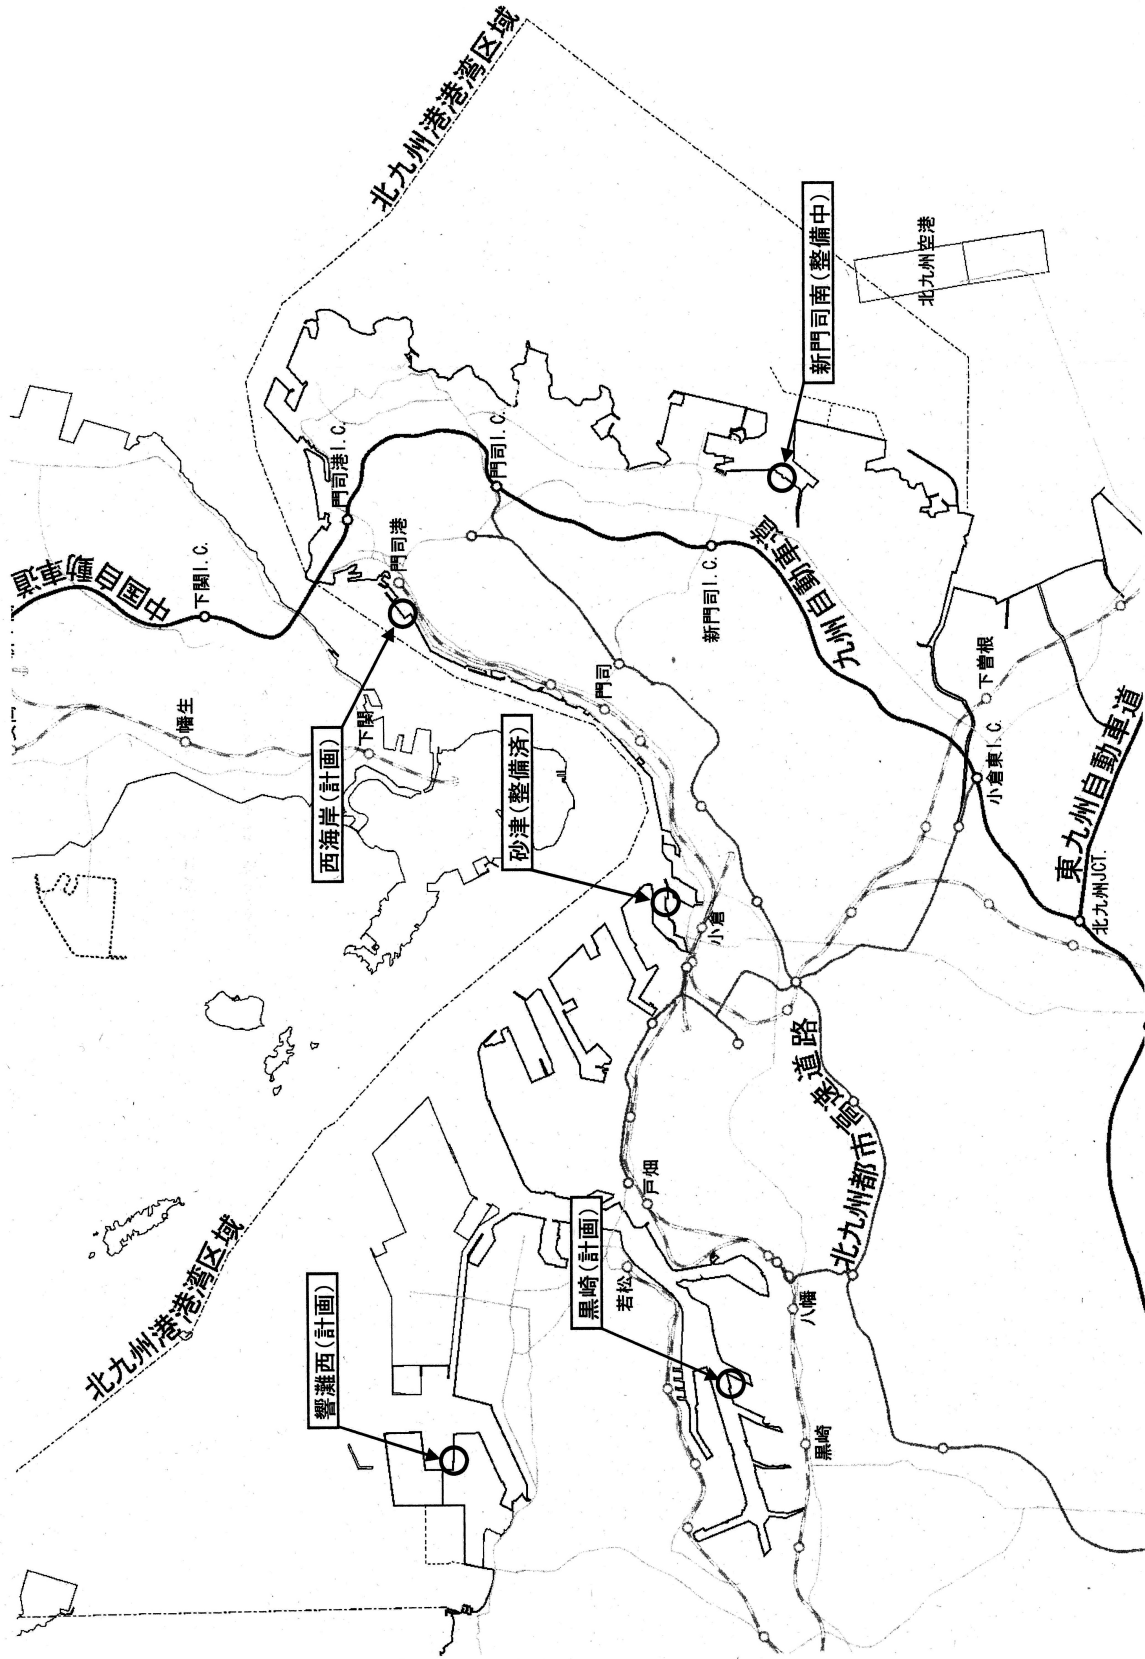 北九州港港湾区域
響灘西(計画)
西海岸(計画)
砂津(整備済)
黒崎(計画)
新門司南(整備中)
北九州港港湾区域
中国自動車道
下関I.C.
幡生
下関
門司港I.C.
門司港
門司I.C.
門司
新門司I.C.
九州自動車道
北九州空港
小倉
戸畑
若松
八幡
黒崎
北九州都市高速道路
下曽根
小倉東I.C.
東九州自動車道
北九州JCT.